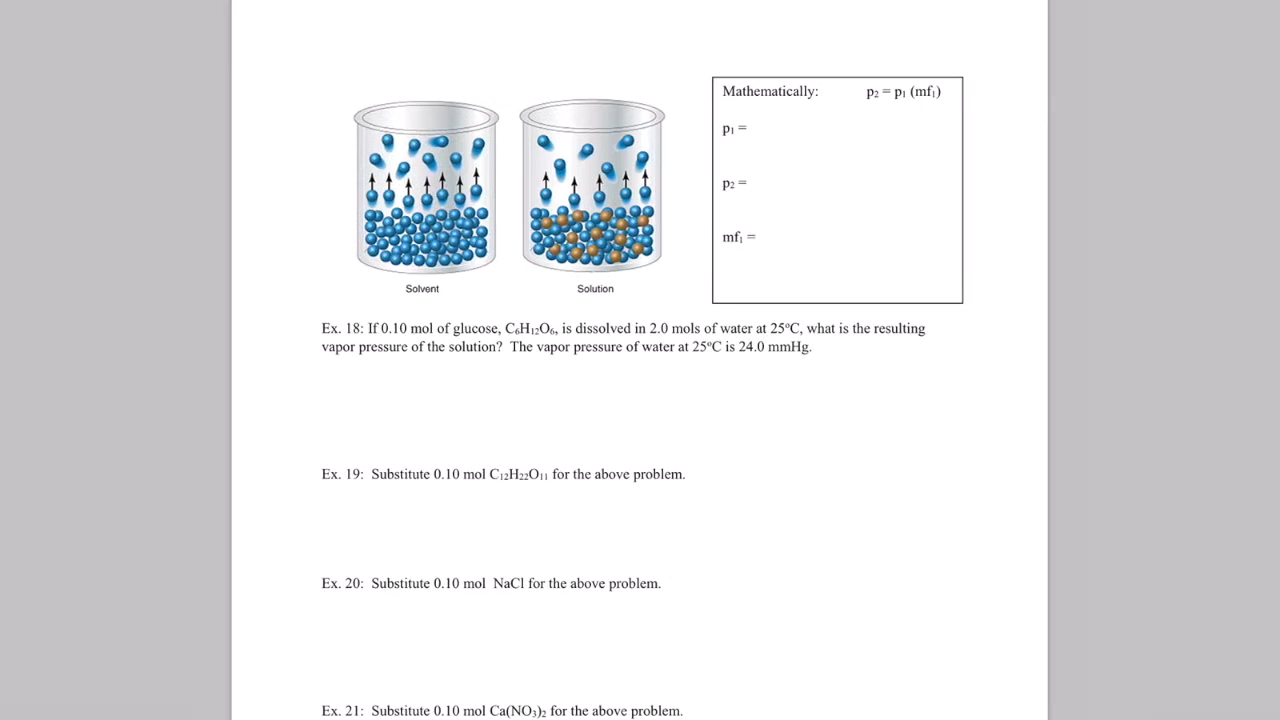 Mathematically: p₂ = p₁ (mf₁)
p₁ =
p₂ =
mf₁ =
Solvent
Solution
Ex. 18: If 0.10 mol of glucose, C₆H₁₂O₆, is dissolved in 2.0 mols of water at 25°C, what is the resulting
vapor pressure of the solution? The vapor pressure of water at 25°C is 24.0 mmHg.
Ex. 19: Substitute 0.10 mol C₁₂H₂₂O₁₁ for the above problem.
Ex. 20: Substitute 0.10 mol NaCl for the above problem.
Ex. 21: Substitute 0.10 mol Ca(NO₃)₂ for the above problem.